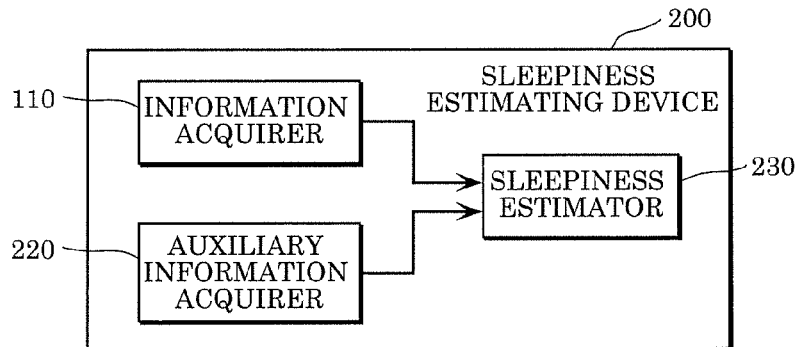 200
SLEEPINESS
ESTIMATING DEVICE
110
INFORMATION
ACQUIRER
SLEEPINESS
ESTIMATOR
230
220
AUXILIARY
INFORMATION
ACQUIRER